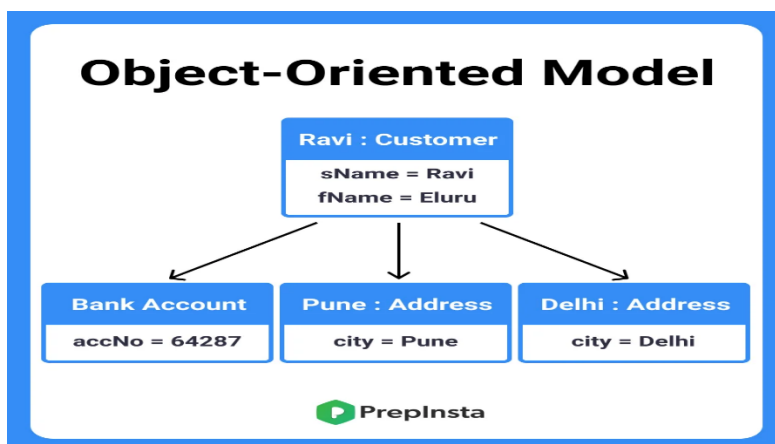 Object-Oriented Model
Ravi : Customer
sName = Ravi
fName = Eluru
Bank Account
accNo = 64287
Pune : Address
city = Pune
Delhi : Address
city = Delhi
PrepInsta